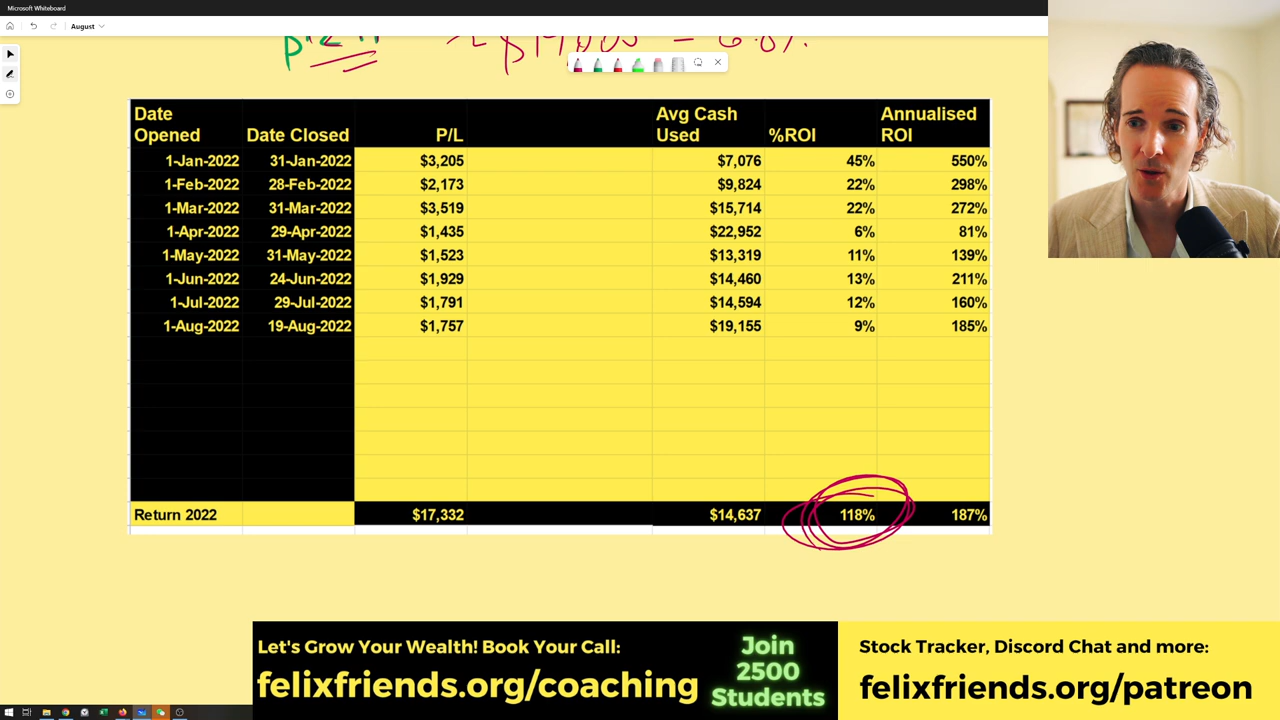 Microsoft Whiteboard
August
Date Opened Date Closed P/L Avg Cash Used %ROI Annualised ROI
1-Jan-2022 31-Jan-2022 $3,205 $7,076 45% 550%
1-Feb-2022 28-Feb-2022 $2,173 $9,824 22% 298%
1-Mar-2022 31-Mar-2022 $3,519 $15,714 22% 272%
1-Apr-2022 29-Apr-2022 $1,435 $22,952 6% 81%
1-May-2022 31-May-2022 $1,523 $13,319 11% 139%
1-Jun-2022 24-Jun-2022 $1,929 $14,460 13% 211%
1-Jul-2022 29-Jul-2022 $1,791 $14,594 12% 160%
1-Aug-2022 19-Aug-2022 $1,757 $19,155 9% 185%
Return 2022 $17,332 $14,637 118% 187%
Let's Grow Your Wealth! Book Your Call:
felixfriends.org/coaching
Join
2500
Students
Stock Tracker, Discord Chat and more:
felixfriends.org/patreon